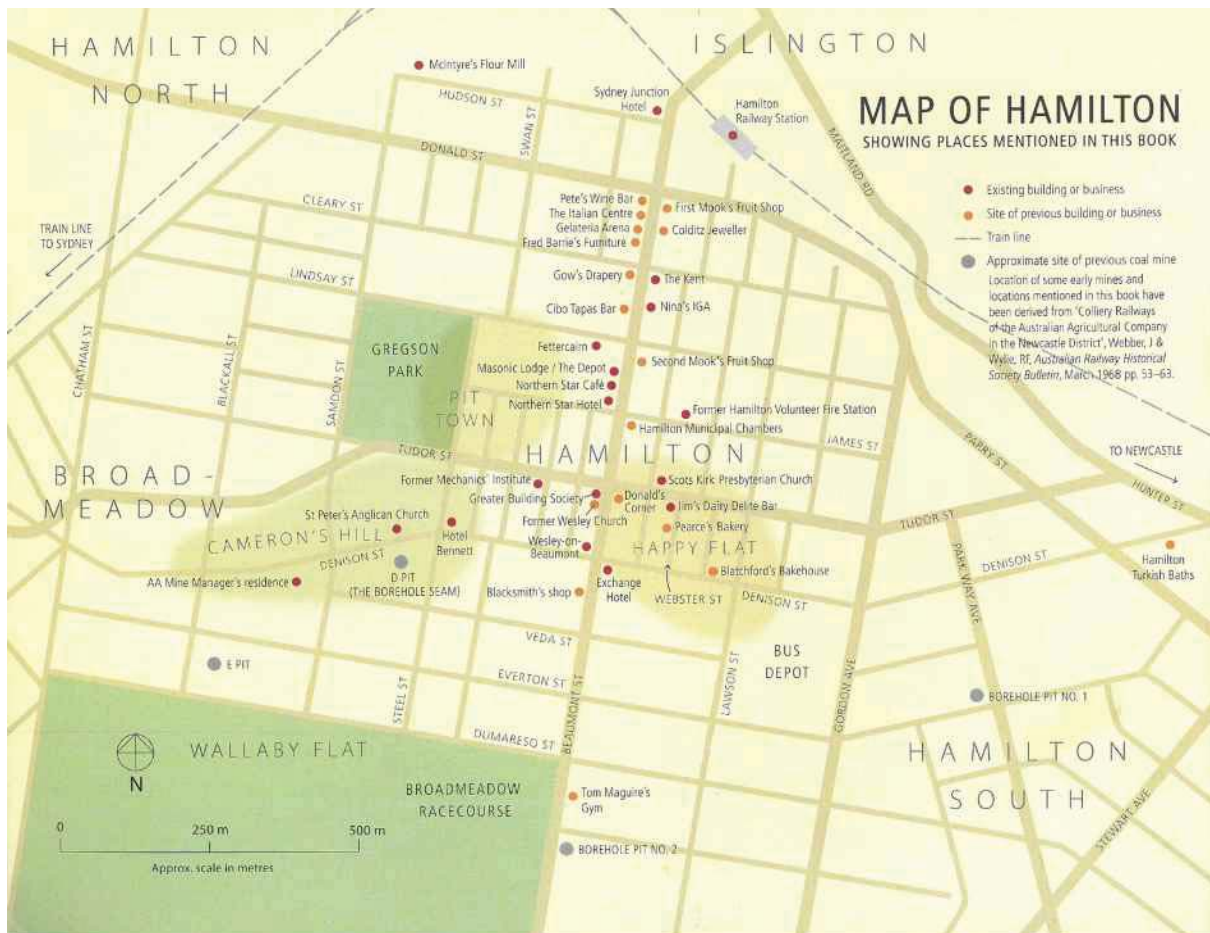 HAMILTON
NORTH
ISLINGTON
McIntyre's Flour Mill
HUDSON ST
SWAN ST
Sydney Junction
Hotel
Hamilton
Railway Station
MAITLAND RD
MAP OF HAMILTON
SHOWING PLACES MENTIONED IN THIS BOOK
Existing building or business
Site of previous building or business
Train line
Approximate site of previous coal mine
Location of some early mines and
locations mentioned in this book have
been derived from 'Colliery Railways
of the Australian Agricultural Company
in the Newcastle District', Webber, J &
Wylie, RF, Australian Railway Historical
Society Bulletin, March 1968 pp. 53–63.
DONALD ST
CLEARY ST
TRAIN LINE
TO SYDNEY
LINDSAY ST
Pete's Wine Bar
The Italian Centre
Gelateria Arena
Fred Barrie's Furniture
First Mook's Fruit Shop
Colditz Jeweller
Gow's Drapery
The Kent
Cibo Tapas Bar
Nina's IGA
CHATHAM ST
BLACKALL ST
SAMDON ST
GREGSON
PARK
PIT
TOWN
Fettercairn
Masonic Lodge / The Depot
Northern Star Café
Northern Star Hotel
Second Mook's Fruit Shop
Former Hamilton Volunteer Fire Station
Hamilton Municipal Chambers
JAMES ST
PARRY ST
TO NEWCASTLE
HUNTER ST
TUDOR ST
HAMILTON
BROAD-
MEADOW
Former Mechanics' Institute
Greater Building Society
Former Wesley Church
Wesley-on-
Beaumont
Donald's
Corner
Scots Kirk Presbyterian Church
Jim's Dairy Delite Bar
Pearce's Bakery
HAPPY FLAT
TUDOR ST
St Peter's Anglican Church
CAMERON'S HILL
Hotel
Bennett
DENISON ST
D PIT
(THE BOREHOLE SEAM)
AA Mine Manager's residence
Blacksmith's shop
Exchange
Hotel
WEBSTER ST
Blatchford's Bakehouse
DENISON ST
PARK WAY AVE
DENISON ST
Hamilton
Turkish Baths
VEDA ST
E PIT
EVERTON ST
STEEL ST
BEAUMONT ST
LAWSON ST
BUS
DEPOT
GORDON AVE
BOREHOLE PIT NO. 1
DUMARESO ST
WALLABY FLAT
N
BROADMEADOW
RACECOURSE
HAMILTON
SOUTH
STEWART AVE
Tom Maguire's
Gym
BOREHOLE PIT NO. 2
0 250 m 500 m
Approx. scale in metres